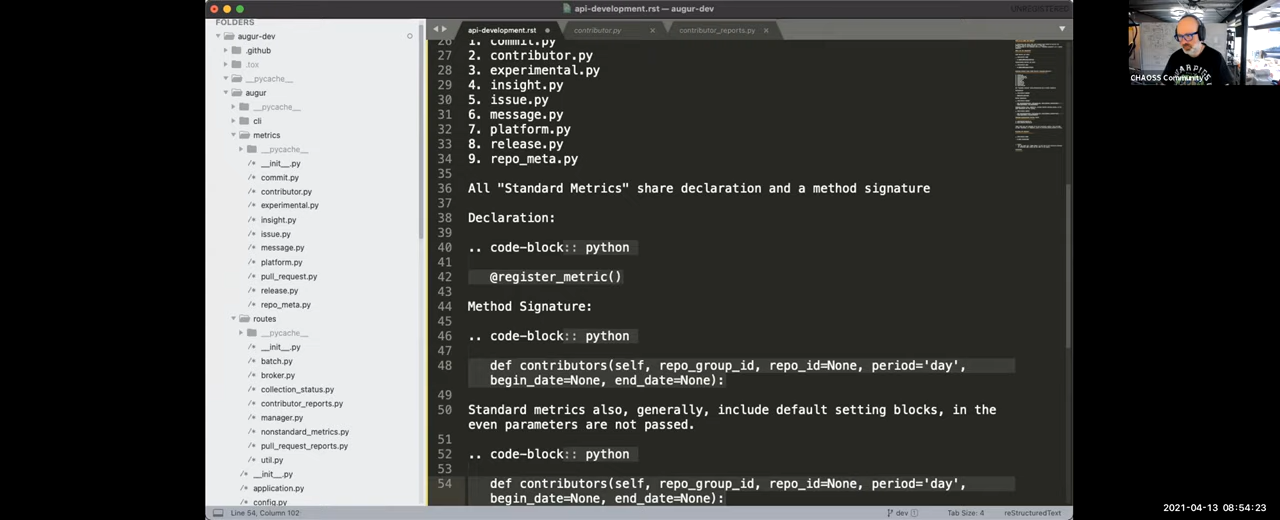 api-development.rst — augur-dev
UNREGISTERED
FOLDERS
augur-dev
.github
.tox
__pycache__
augur
__pycache__
cli
metrics
__pycache__
__init__.py
commit.py
contributor.py
experimental.py
insight.py
issue.py
message.py
platform.py
pull_request.py
release.py
repo_meta.py
routes
__pycache__
__init__.py
batch.py
broker.py
collection_status.py
contributor_reports.py
manager.py
nonstandard_metrics.py
pull_request_reports.py
util.py
__init__.py
application.py
config.py
api-development.rst
contributor.py
contributor_reports.py
26 1. commit.py
27 2. contributor.py
28 3. experimental.py
29 4. insight.py
30 5. issue.py
31 6. message.py
32 7. platform.py
33 8. release.py
34 9. repo_meta.py
35
36 All "Standard Metrics" share declaration and a method signature
37
38 Declaration:
39
40 .. code-block:: python
41
42 @register_metric()
43
44 Method Signature:
45
46 .. code-block:: python
47
48 def contributors(self, repo_group_id, repo_id=None, period='day',
begin_date=None, end_date=None):
49
50 Standard metrics also, generally, include default setting blocks, in the
even parameters are not passed.
51
52 .. code-block:: python
53
54 def contributors(self, repo_group_id, repo_id=None, period='day',
begin_date=None, end_date=None):
Line 54, Column 102
dev
1
Tab Size: 4
reStructuredText
CHAOSS Community
2021-04-13 08:54:23